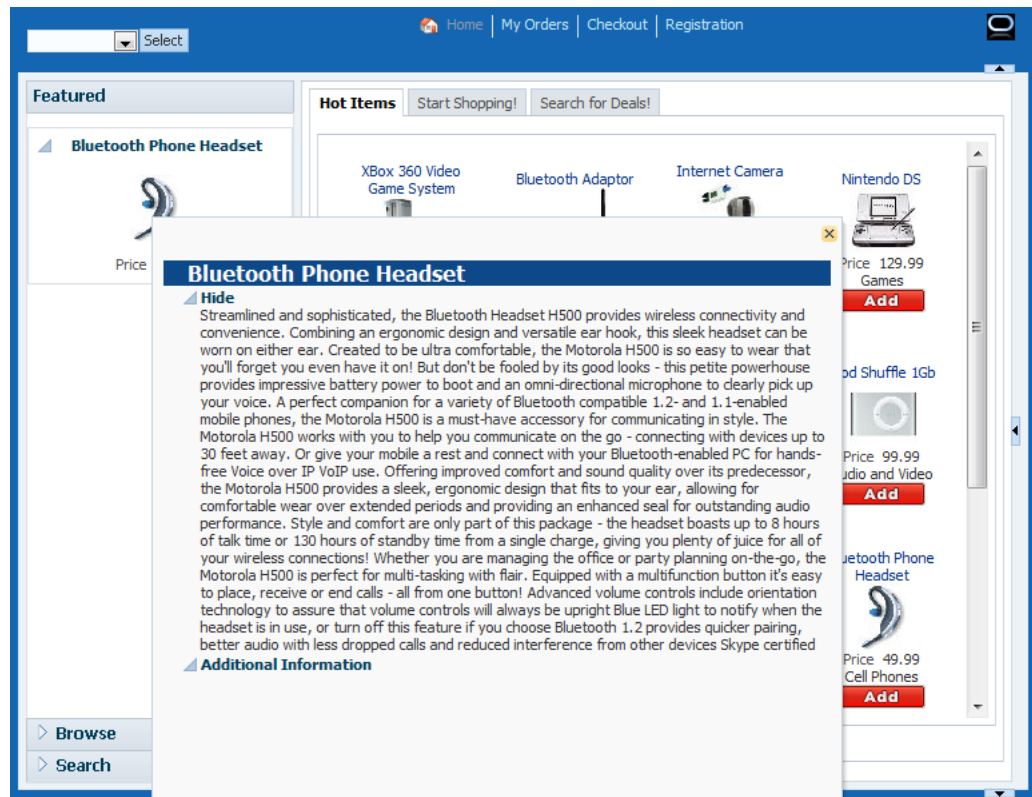 Home | My Orders | Checkout | Registration
Select
Featured
Bluetooth Phone Headset
Price
Browse
Search
Hot Items
Start Shopping!
Search for Deals!
XBox 360 Video
Game System
Bluetooth Adaptor
Internet Camera
Nintendo DS
Price 129.99
Games
Add
Shuffle 1Gb
Price 99.99
and Video
Add
Phone
Headset
Price 49.99
Cell Phones
Add
Bluetooth Phone Headset
Hide
Streamlined and sophisticated, the Bluetooth Headset H500 provides wireless connectivity and
convenience. Combining an ergonomic design and versatile ear hook, this sleek headset can be
worn on either ear. Created to be ultra comfortable, the Motorola H500 is so easy to wear that
you'll forget you even have it on! But don't be fooled by its good looks - this petite powerhouse
provides impressive battery power to boot and an omni-directional microphone to clearly pick up
your voice. A perfect companion for a variety of Bluetooth compatible 1.2- and 1.1-enabled
mobile phones, the Motorola H500 is a must-have accessory for communicating in style. The
Motorola H500 works with you to help you communicate on the go - connecting with devices up to
30 feet away. Or give your mobile a rest and connect with your Bluetooth-enabled PC for hands-
free Voice over IP VoIP use. Offering improved comfort and sound quality over its predecessor,
the Motorola H500 provides a sleek, ergonomic design that fits to your ear, allowing for
comfortable wear over extended periods and providing an enhanced seal for outstanding audio
performance. Style and comfort are only part of this package - the headset boasts up to 8 hours
of talk time or 130 hours of standby time from a single charge, giving you plenty of juice for all of
your wireless connections! Whether you are managing the office or party planning on-the-go, the
Motorola H500 is perfect for multi-tasking with flair. Equipped with a multifunction button it's easy
to place, receive or end calls - all from one button! Advanced volume controls include orientation
technology to assure that volume controls will always be upright Blue LED light to notify when the
headset is in use, or turn off this feature if you choose Bluetooth 1.2 provides quicker pairing,
better audio with less dropped calls and reduced interference from other devices Skype certified
Additional Information